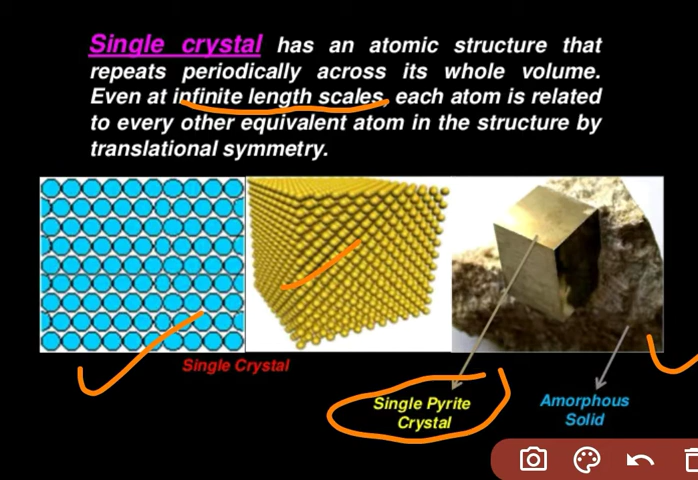 Single crystal has an atomic structure that
repeats periodically across its whole volume.
Even at infinite length scales, each atom is related
to every other equivalent atom in the structure by
translational symmetry.
Single Crystal
Single Pyrite
Crystal
Amorphous
Solid